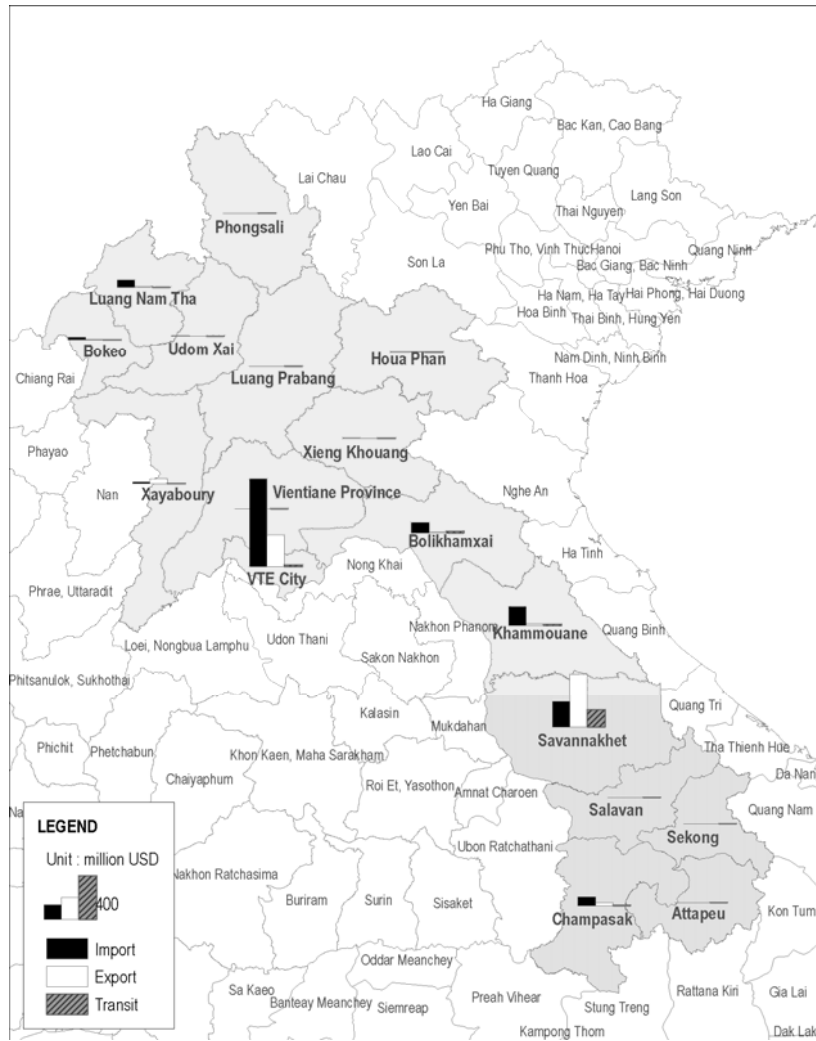 Ha Giang
Bac Kan, Cao Bang
Lao Cai
Tuyen Quang
Lai Chau
Lang Son
Yen Bai
Thai Nguyen
Phongsali
Phu Tho, Vinh Thuc
Hanoi
Quang Ninh
Son La
Bac Giang, Bac Ninh
Luang Nam Tha
Ha Nam, Ha Tay
Hai Phong, Hai Duong
Hoa Binh
Thai Binh, Hung Yen
Bokeo
Udom Xai
Houa Phan
Nam Dinh, Ninh Binh
Chiang Rai
Luang Prabang
Thanh Hoa
Phayao
Xieng Khouang
Nan
Xayaboury
Vientiane Province
Nghe An
Bolikhamxai
Ha Tinh
Nong Khai
VTE City
Phrae, Uttaradit
Nakhon Phanom
Khammouane
Quang Binh
Loei, Nongbua Lamphu
Udon Thani
Sakon Nakhon
Phitsanulok, Sukhothai
Quang Tri
Kalasin
Mukdahan
Savannakhet
Phichit
Phetchabun
Khon Kaen, Maha Sarakham
Tha Thienh Hue
Chaiyaphum
Roi Et, Yasothon
Amnat Charoen
Da Nan
Salavan
Quang Nam
LEGEND
Sekong
Ubon Ratchathani
Unit : million USD
Nakhon Ratchasima
Buriram
Surin
Sisaket
400
Champasak
Attapeu
Kon Tum
Import
Oddar Meanchey
Export
Sa Kaeo
Banteay Meanchey
Siemreap
Preah Vihear
Stung Treng
Rattana Kiri
Gia Lai
Transit
Kampong Thom
Dak Lak